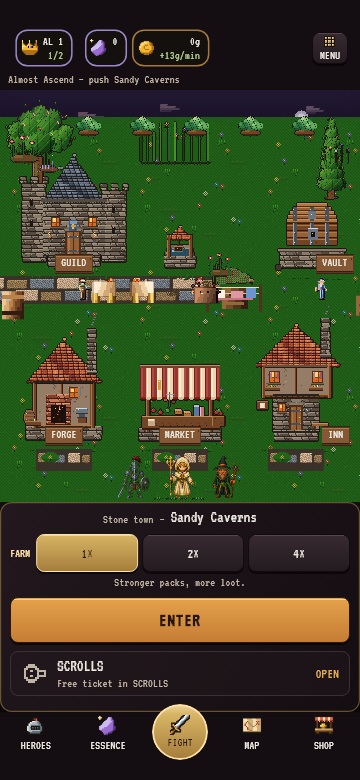 AL 1
1/2
0
0g
+13g/min
MENU
Almost Ascend - push Sandy Caverns
GUILD
VAULT
FORGE
MARKET
INN
Stone town - Sandy Caverns
FARM
1X
2X
4X
Stronger packs, more loot.
ENTER
SCROLLS
Free ticket in SCROLLS
OPEN
HEROES
ESSENCE
FIGHT
MAP
SHOP